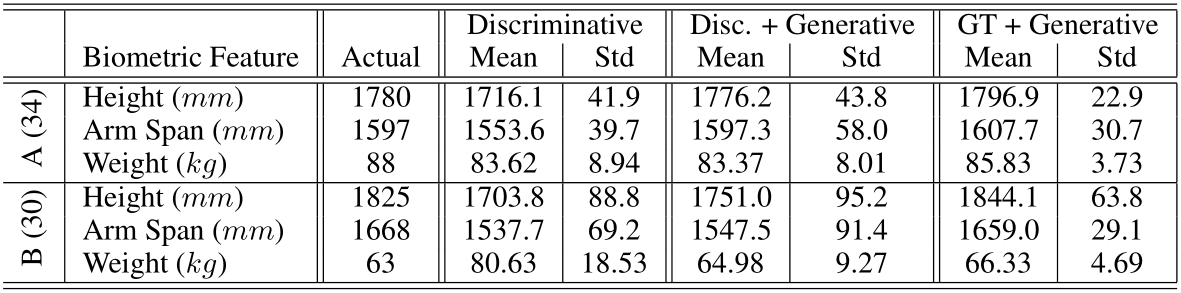 Discriminative Disc. + Generative GT + Generative
Biometric Feature Actual Mean Std Mean Std Mean Std
A (34)
Height (mm) 1780 1716.1 41.9 1776.2 43.8 1796.9 22.9
Arm Span (mm) 1597 1553.6 39.7 1597.3 58.0 1607.7 30.7
Weight (kg) 88 83.62 8.94 83.37 8.01 85.83 3.73
B (30)
Height (mm) 1825 1703.8 88.8 1751.0 95.2 1844.1 63.8
Arm Span (mm) 1668 1537.7 69.2 1547.5 91.4 1659.0 29.1
Weight (kg) 63 80.63 18.53 64.98 9.27 66.33 4.69